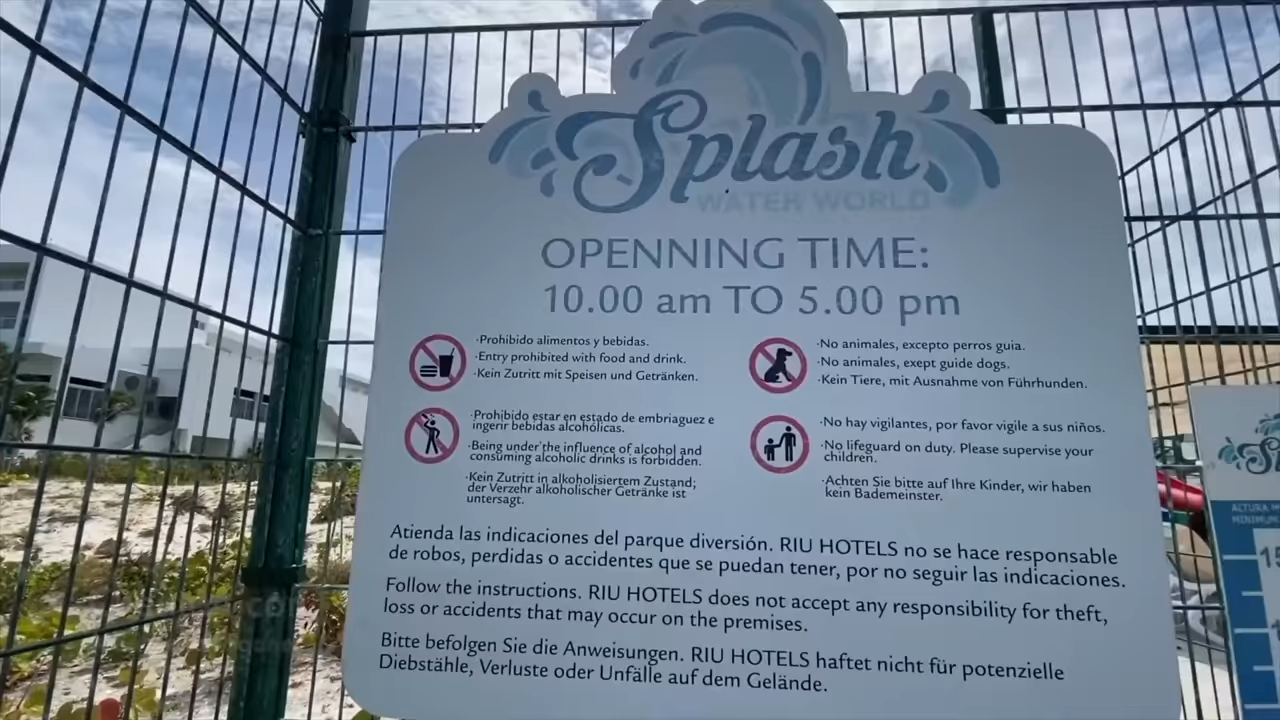 Splash
WATER WORLD
OPENNING TIME:
10.00 am TO 5.00 pm
·Prohibido alimentos y bebidas.
·Entry prohibited with food and drink.
·Kein Zutritt mit Speisen und Getränken.
·No animales, excepto perros guia.
·No animales, exept guide dogs.
·Kein Tiere, mit Ausnahme von Führhunden.
·Prohibido estar en estado de embriaguez e
ingerir bebidas alcohólicas.
·Being under the influence of alcohol and
consuming alcoholic drinks is forbidden.
·Kein Zutritt in alkoholisiertem Zustand;
der Verzehr alkoholischer Getränke ist
untersagt.
·No hay vigilantes, por favor vigile a sus niños.
·No lifeguard on duty. Please supervise your
children.
·Achten Sie bitte auf Ihre Kinder, wir haben
kein Bademeister.
Atienda las indicaciones del parque diversión. RIU HOTELS no se hace responsable
de robos, perdidas o accidentes que se puedan tener, por no seguir las indicaciones.
Follow the instructions. RIU HOTELS does not accept any responsibility for theft,
loss or accidents that may occur on the premises.
Bitte befolgen Sie die Anweisungen. RIU HOTELS haftet nicht für potenzielle
Diebstähle, Verluste oder Unfälle auf dem Gelände.
ALTURA